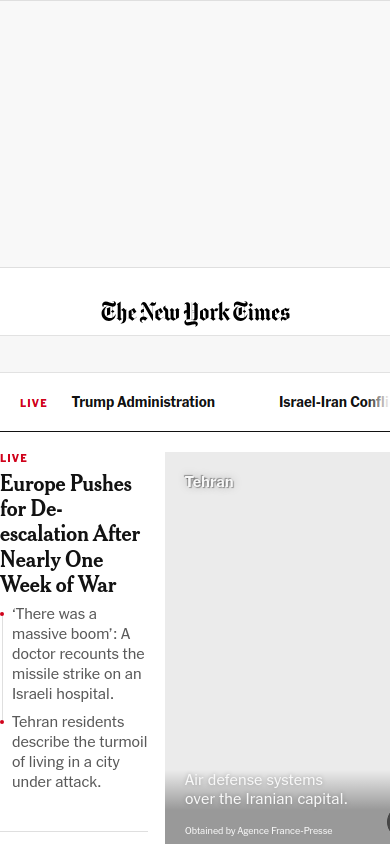 The New York Times
LIVE
Trump Administration
Israel-Iran Confli
LIVE
Europe Pushes
for De-
escalation After
Nearly One
Week of War
‘There was a
massive boom’: A
doctor recounts the
missile strike on an
Israeli hospital.
Tehran residents
describe the turmoil
of living in a city
under attack.
Tehran
Air defense systems
over the Iranian capital.
Obtained by Agence France-Presse